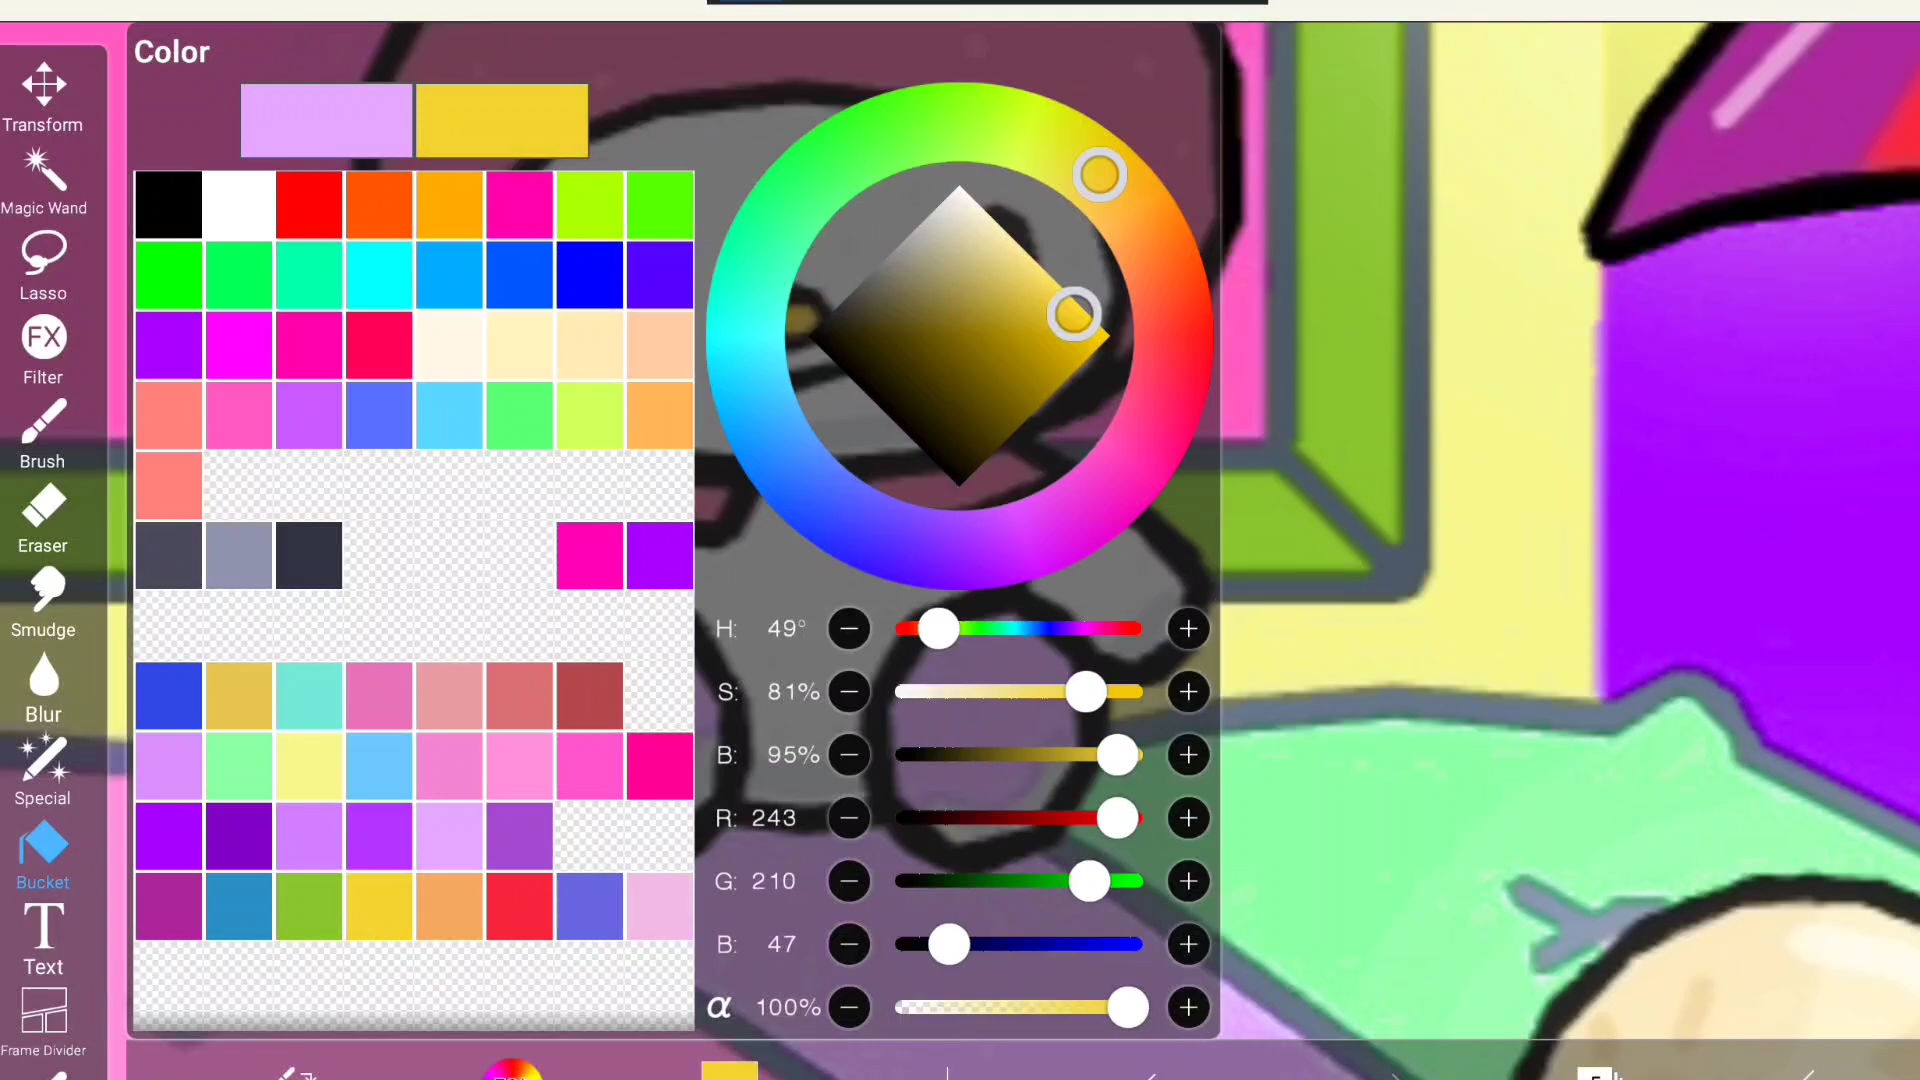 Color
Transform
Magic Wand
Lasso
FX
Filter
Brush
Eraser
Smudge
Blur
Special
Bucket
T
Text
Frame Divider
H: 49°
S: 81%
B: 95%
R: 243
G: 210
B: 47
α 100%